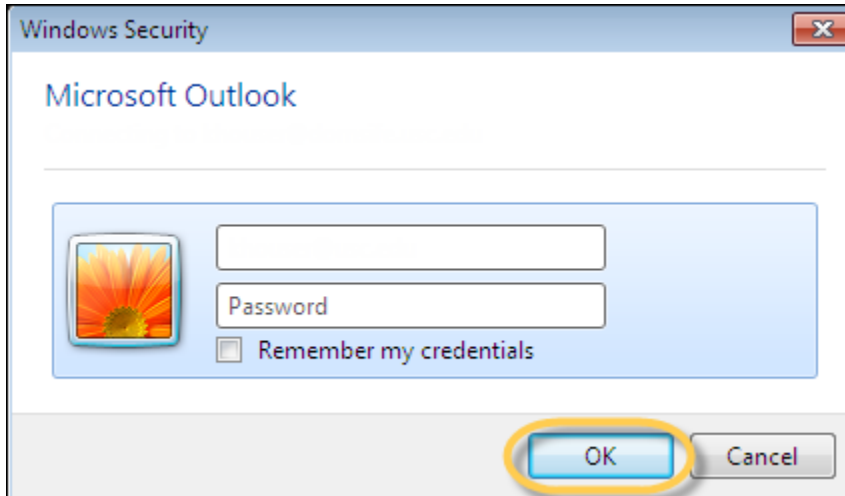 Windows Security
Microsoft Outlook
Password
Remember my credentials
OK
Cancel